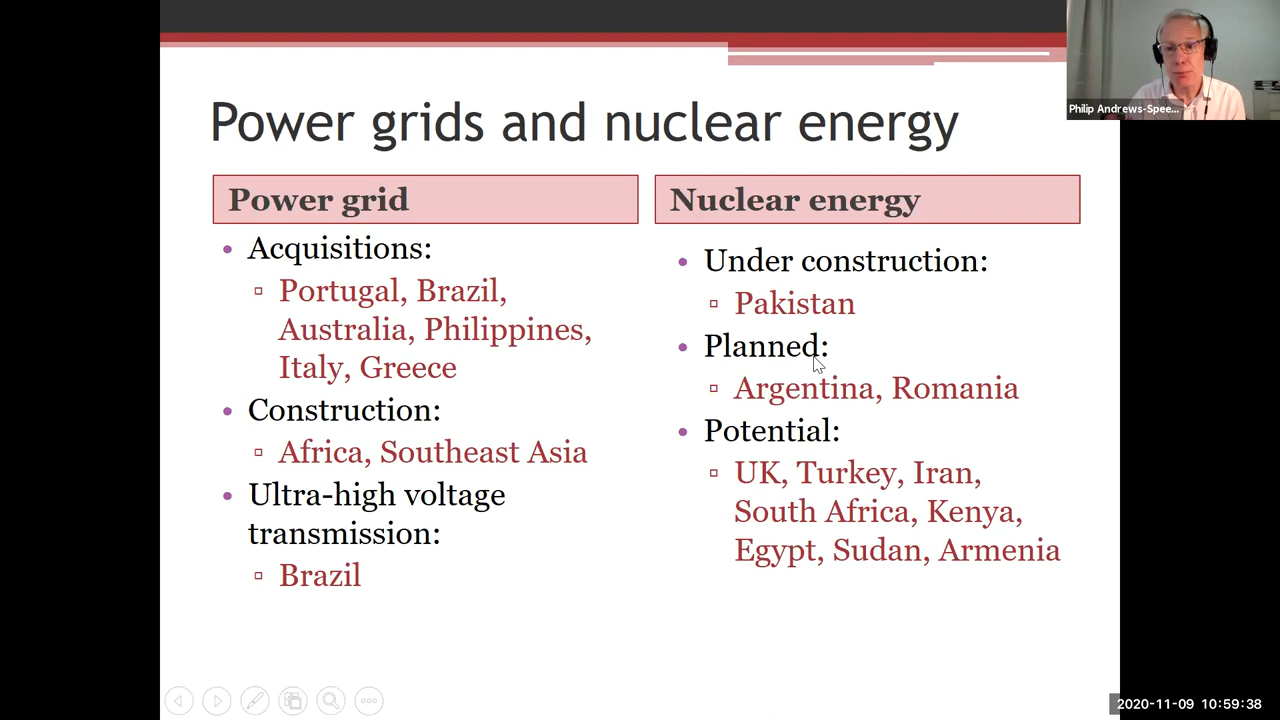 Philip Andrews-Spee...
Power grids and nuclear energy
Power grid
Acquisitions:
Portugal, Brazil,
Australia, Philippines,
Italy, Greece
Construction:
Africa, Southeast Asia
Ultra-high voltage
transmission:
Brazil
Nuclear energy
Under construction:
Pakistan
Planned:
Argentina, Romania
Potential:
UK, Turkey, Iran,
South Africa, Kenya,
Egypt, Sudan, Armenia
2020-11-09 10:59:38